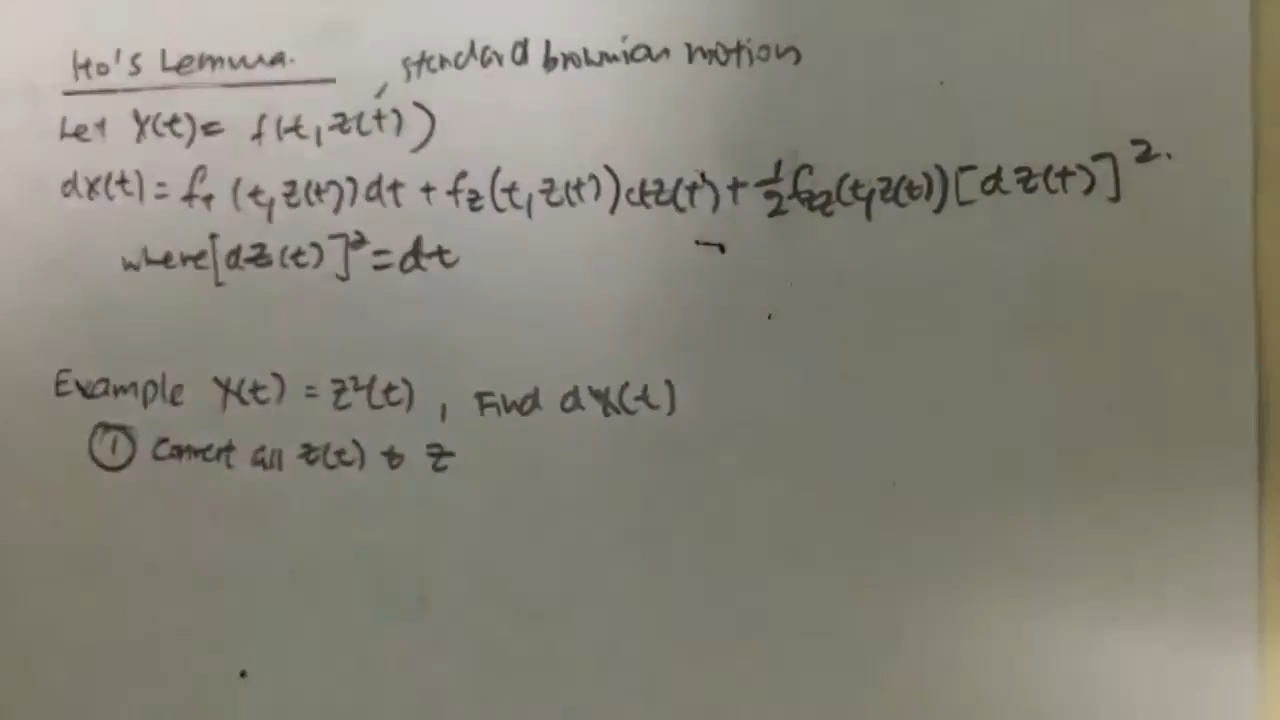 Ito's Lemma.
standard brownian motion
Let X(t) = f(t, z(t))
dX(t) = f_t (t, z(t)) dt + f_z (t, z(t)) dz(t) + 1/2 f_zz (t, z(t)) [dz(t)]^2.
where [dz(t)]^2 = dt
Example X(t) = z^2(t), Find dX(t)
① Convert all z(t) to z